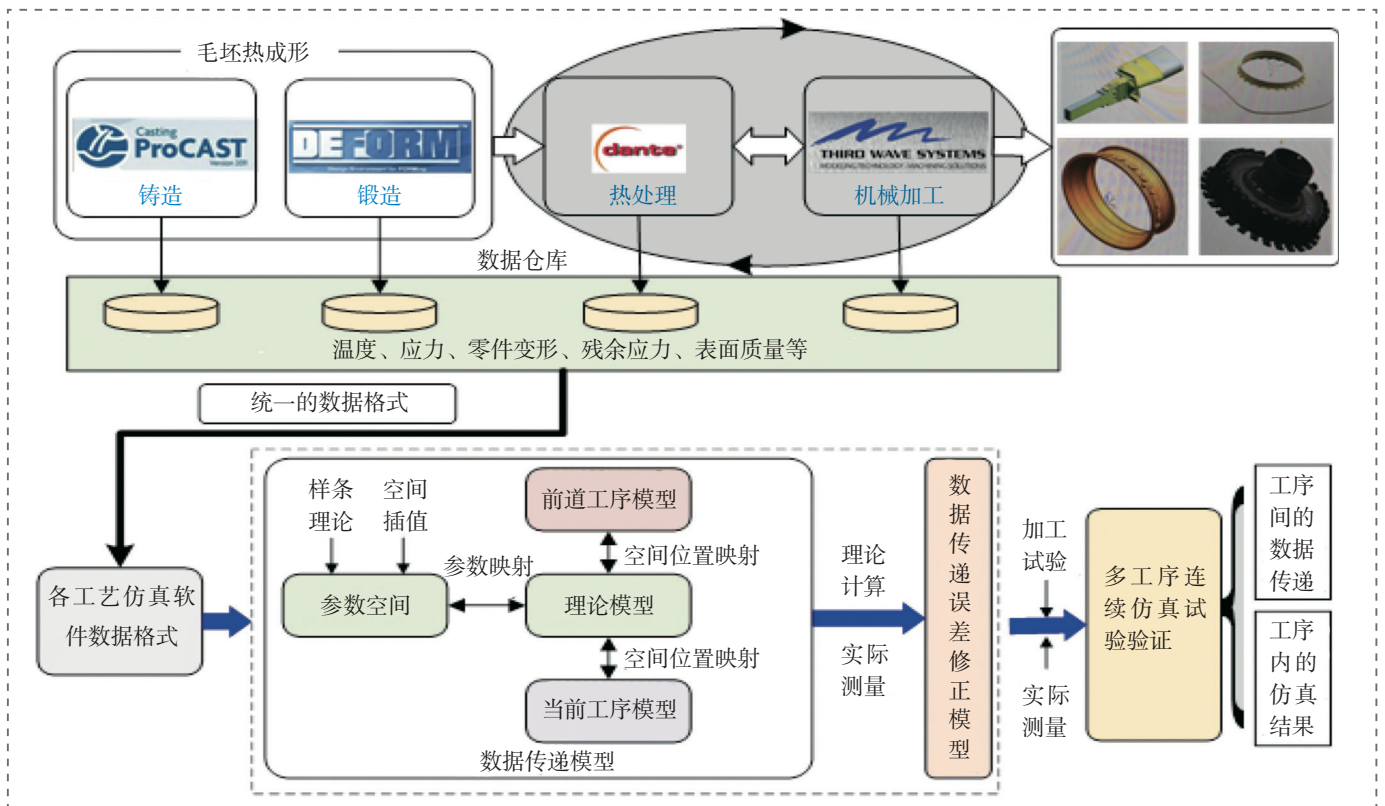 毛坯热成形
Casting
ProCAST
铸造
DEFORM
锻造
dante
热处理
THIRD WAVE SYSTEMS
MODELING TECHNOLOGY · MACHINING SOLUTIONS
机械加工
数据仓库
温度、应力、零件变形、残余应力、表面质量等
统一的数据格式
各工艺仿真软
件数据格式
样条
理论
空间
插值
参数空间
参数映射
前道工序模型
空间位置映射
理论模型
空间位置映射
当前工序模型
数据传递模型
理论
计算
实际
测量
数
据
传
递
误
差
修
正
模
型
加工
试验
实际
测量
多工序连
续仿真试
验验证
工序
间的
数据
传递
工序
内的
仿真
结果